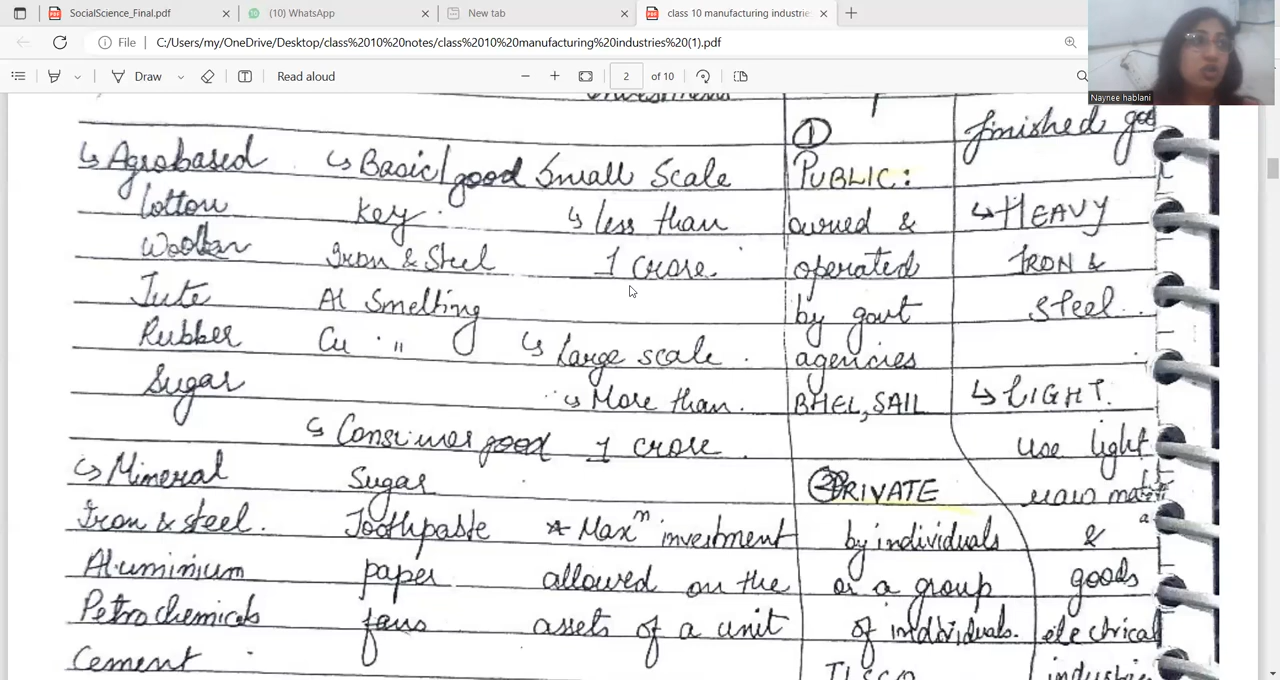 SocialScience_Final.pdf
(10) WhatsApp
New tab
class 10 manufacturing industrie
File
C:/Users/my/OneDrive/Desktop/class%2010%20notes/class%2010%20manufacturing%20industries%20(1).pdf
Draw
Read aloud
2
of 10
Naynee hablani
Investment
↳ Agrobased
Cotton
Woollen
Jute
Rubber
Sugar
↳ Mineral
Iron & steel.
Aluminium
Petrochemicals
Cement
↳ Basic/good
Key.
Iron & Steel
Al Smelting
Cu "
↳ Consumer good
Sugar
Toothpaste
paper
fans
Small Scale
↳ less than
1 crore
↳ Large scale.
↳ More than.
1 crore.
* Maxm investment
allowed on the
assets of a unit
①
PUBLIC:
owned &
operated
by govt
agencies
BHEL, SAIL
② PRIVATE
by individuals
or a group
of individuals.
TISCO
finished goo
↳ HEAVY
IRON &
Steel..
↳ LIGHT.
use light
raw mate
&
goods
electrical
industrie